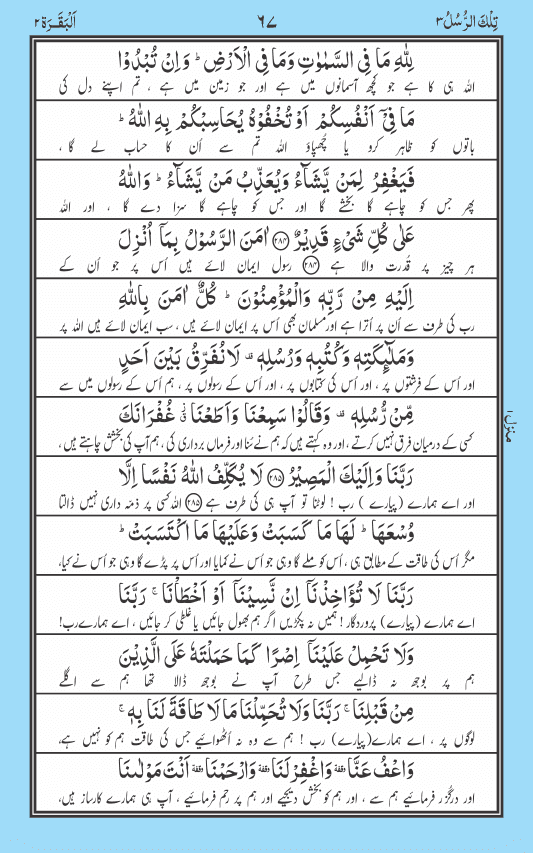 تِلْكَ الرُّسُلُ ٣ ٦٧ اَلْبَقَرَة ٢
لِلّٰهِ مَا فِى السَّمٰوٰتِ وَمَا فِى الْاَرْضِ ؕ وَاِنْ تُبْدُوْا
اللہ ہی کا ہے جو کچھ آسمانوں میں ہے اور جو زمین میں ہے ، تم اپنے دل کی
مَا فِىْۤ اَنْفُسِكُمْ اَوْ تُخْفُوْهُ يُحَاسِبْكُمْ بِهِ اللّٰهُ ؕ
باتوں کو ظاہر کرو یا چُھپاؤ اللہ تم سے اُن کا حساب لے گا ،
فَيَغْفِرُ لِمَنْ يَّشَآءُ وَيُعَذِّبُ مَنْ يَّشَآءُ ؕ وَاللّٰهُ
پھر جس کو چاہے گا بخشے گا اور جس کو چاہے گا سزا دے گا ، اور اللہ
عَلٰى كُلِّ شَىْءٍ قَدِيْرٌ ﴿۲۸۴﴾ اٰمَنَ الرَّسُوْلُ بِمَاۤ اُنْزِلَ
ہر چیز پر قُدرت والا ہے ﴿۲۸۴﴾ رسول ایمان لائے ہیں اُس پر جو اُن کے
اِلَيْهِ مِنْ رَّبِّهٖ وَالْمُؤْمِنُوْنَ ؕ كُلٌّ اٰمَنَ بِاللّٰهِ
رب کی طرف سے اُن پر اُترا ہے اور مسلمان بھی اُس پر ایمان لائے ہیں ، سب ایمان لائے ہیں اللہ پر
وَمَلٰٓئِكَتِهٖ وَكُتُبِهٖ وَرُسُلِهٖ ۟ لَا نُفَرِّقُ بَيْنَ اَحَدٍ
اور اُس کے فرشتوں پر ، اور اُس کی کتابوں پر ، اور اُس کے رسولوں پر ، ہم اُس کے رسولوں میں سے
مِّنْ رُّسُلِهٖ ۟ وَقَالُوْا سَمِعْنَا وَاَطَعْنَا ۫ غُفْرَانَكَ
کسی کے درمیان فرق نہیں کرتے ، اور وہ کہتے ہیں کہ ہم نے سُنا اور فرماں برداری کی ، ہم آپ کی بخشش چاہتے ہیں،
رَبَّنَا وَاِلَيْكَ الْمَصِيْرُ ﴿۲۸۵﴾ لَا يُكَلِّفُ اللّٰهُ نَفْسًا اِلَّا
اور اے ہمارے (پیارے ) رب ! لوٹنا تو آپ ہی کی طرف ہے ﴿۲۸۵﴾ اللہ کسی پر ذمہ داری نہیں ڈالتا
وُسْعَهَا ؕ لَهَا مَا كَسَبَتْ وَعَلَيْهَا مَا اكْتَسَبَتْ ؕ
مگر اُس کی طاقت کے مطابق ہی ، اُس کو ملے گا وہی جو اُس نے کمایا اور اُس پر پڑے گا وہی جو اُس نے کیا،
رَبَّنَا لَا تُؤَاخِذْنَاۤ اِنْ نَّسِيْنَاۤ اَوْ اَخْطَاْنَا ۚ رَبَّنَا
اے ہمارے (پیارے) پروردگار ! ہمیں نہ پکڑیں اگر ہم بھول جائیں یا غلطی کر جائیں ، اے ہمارے رب!
وَلَا تَحْمِلْ عَلَيْنَاۤ اِصْرًا كَمَا حَمَلْتَهٗ عَلَى الَّذِيْنَ
ہم پر بوجھ نہ ڈالیے جس طرح آپ نے بوجھ ڈالا تھا ہم سے اگلے
مِنْ قَبْلِنَا ۚ رَبَّنَا وَلَا تُحَمِّلْنَا مَا لَا طَاقَةَ لَنَا بِهٖ ۚ
لوگوں پر ، اے ہمارے(پیارے) رب ! ہم سے وہ نہ اُٹھوائیے جس کی طاقت ہم کو نہیں ہے،
وَاعْفُ عَنَّا ۥ وَاغْفِرْ لَنَا ۥ وَارْحَمْنَا ۥ اَنْتَ مَوْلٰىنَا
اور درگزر فرمائیے ہم سے ، اور ہم کو بخش دیجیے اور ہم پر رحم فرمائیے ، آپ ہی ہمارے کارساز ہیں،
منزل ۱